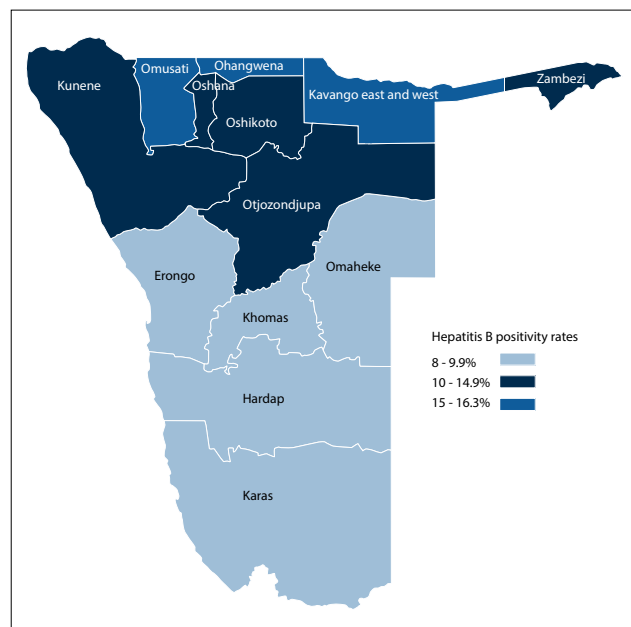 Ohangwena
Omusati
Kunene
Oshana
Zambezi
Kavango east and west
Oshikoto
Otjozondjupa
Omaheke
Erongo
Khomas
Hardap
Karas
Hepatitis B positivity rates
8 - 9.9%
10 - 14.9%
15 - 16.3%